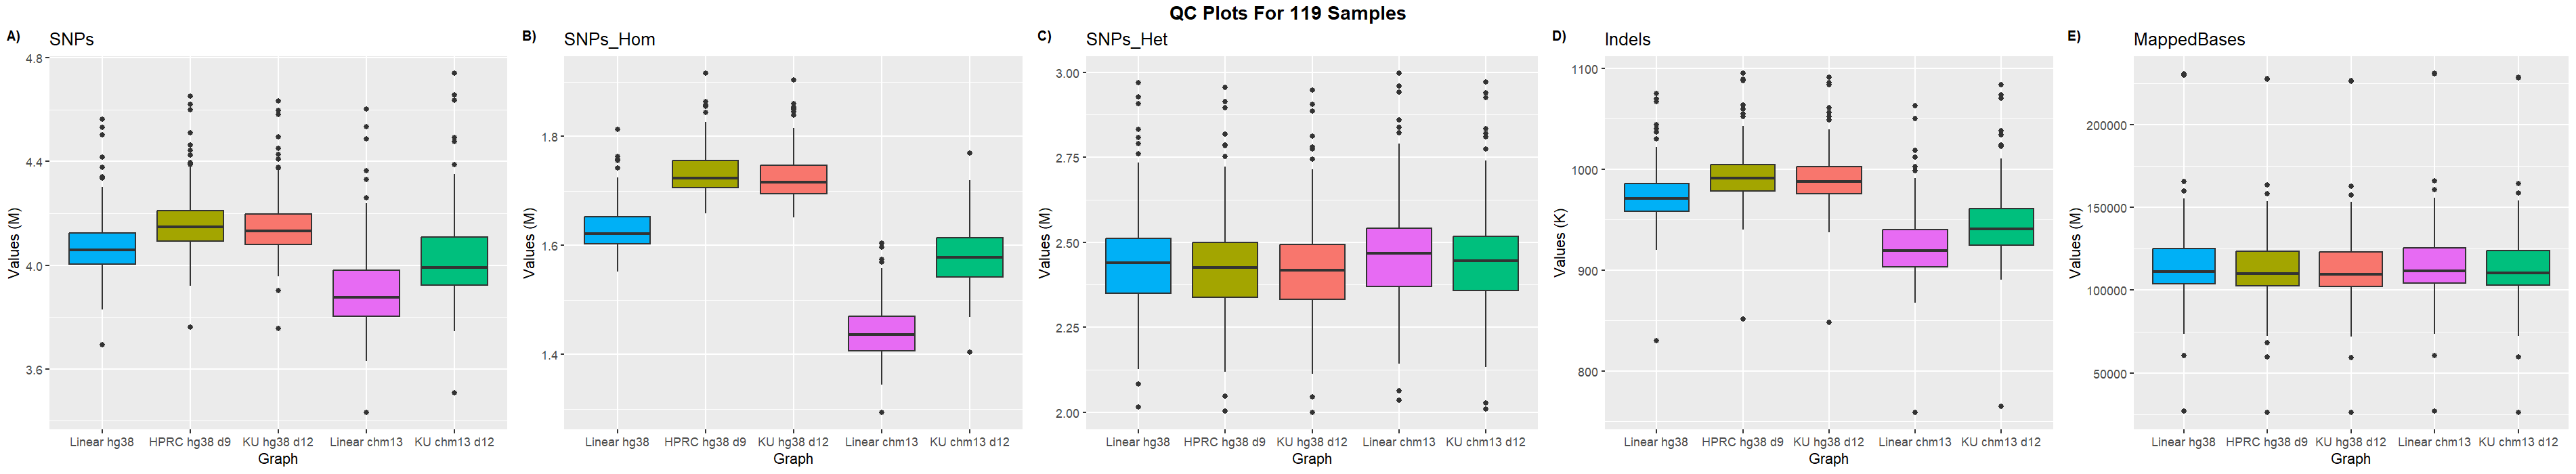 QC Plots For 119 Samples
A) SNPs
4.8
4.4
4.0
3.6
Values (M)
Linear hg38 HPRC hg38 d9 KU hg38 d12 Linear chm13 KU chm13 d12
Graph
B) SNPs_Hom
1.8
1.6
1.4
Values (M)
Linear hg38 HPRC hg38 d9 KU hg38 d12 Linear chm13 KU chm13 d12
Graph
C) SNPs_Het
3.00
2.75
2.50
2.25
2.00
Values (M)
Linear hg38 HPRC hg38 d9 KU hg38 d12 Linear chm13 KU chm13 d12
Graph
D) Indels
1100
1000
900
800
Values (K)
Linear hg38 HPRC hg38 d9 KU hg38 d12 Linear chm13 KU chm13 d12
Graph
E) MappedBases
200000
150000
100000
50000
Values (M)
Linear hg38 HPRC hg38 d9 KU hg38 d12 Linear chm13 KU chm13 d12
Graph